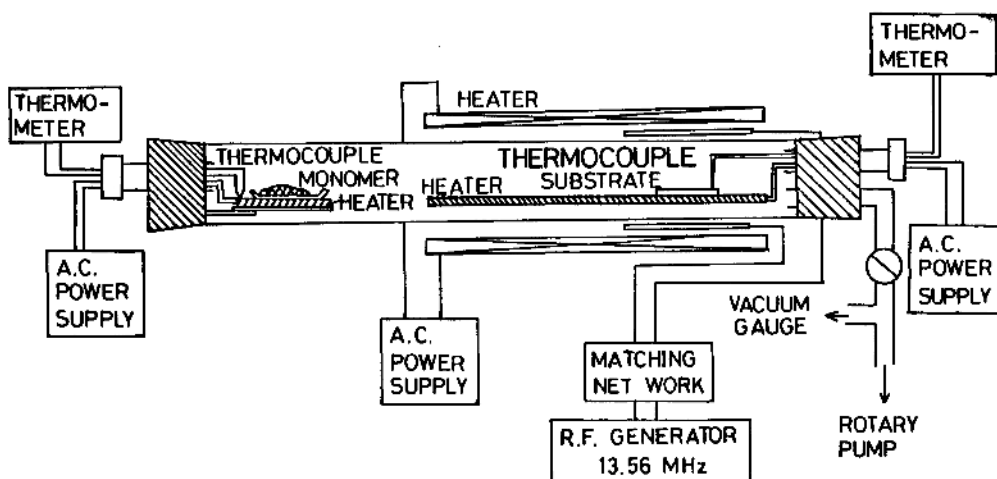 THERMO-
METER
THERMO-
METER
HEATER
THERMOCOUPLE
MONOMER
HEATER
HEATER
THERMOCOUPLE
SUBSTRATE
A.C.
POWER
SUPPLY
A.C.
POWER
SUPPLY
A.C.
POWER
SUPPLY
VACUUM
GAUGE
MATCHING
NET WORK
R.F. GENERATOR
13.56 MHz
ROTARY
PUMP